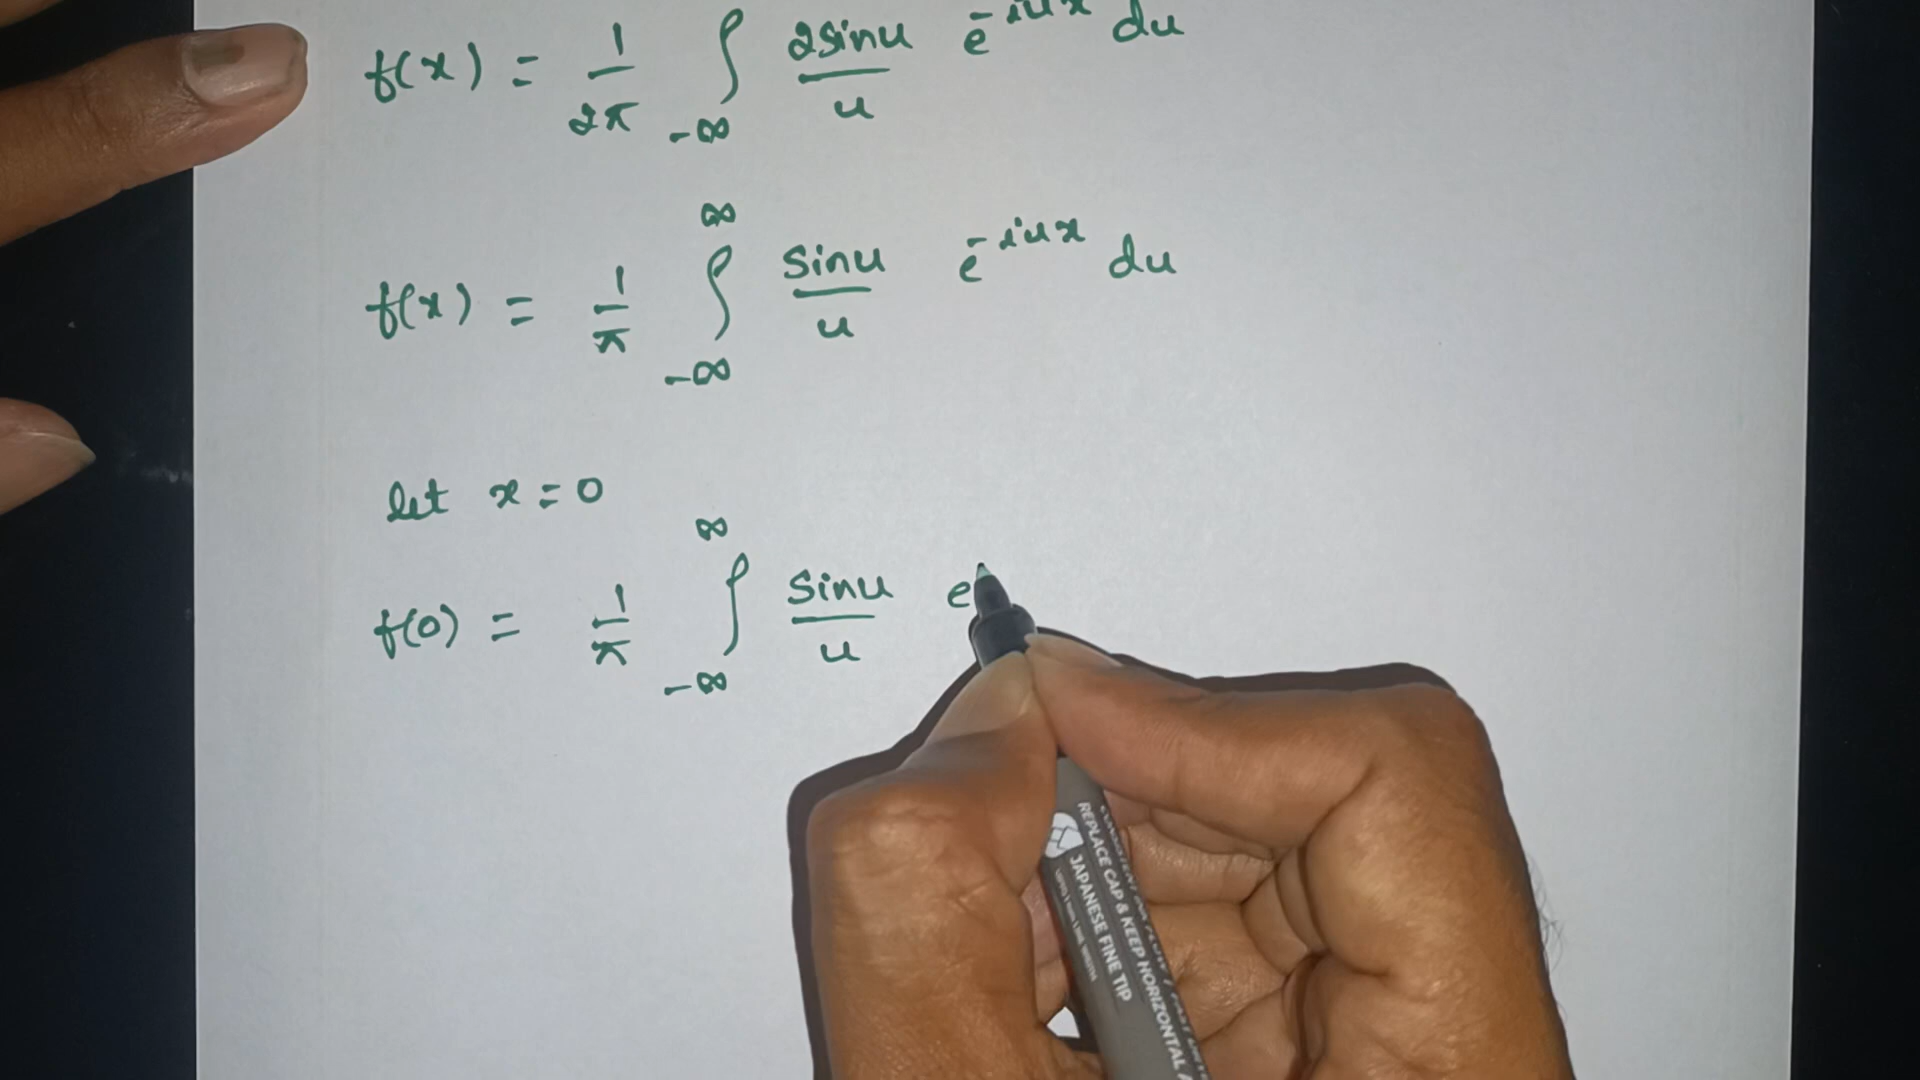 f(x) = 1/2π ∫ -∞ 2sinu/u e^-iux du
f(x) = 1/π ∫ -∞ ∞ sinu/u e^-iux du
let x = 0
f(0) = 1/π ∫ -∞ ∞ sinu/u e
REPLACE CAP & KEEP HORIZONTAL
JAPANESE FINE TIP